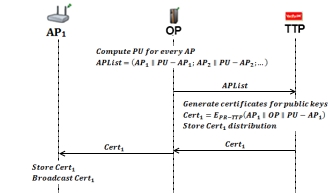 AP₁
OP
TTP
Compute PU for every AP
APList = (AP₁ ∥ PU − AP₁; AP₂ ∥ PU − AP₂; …)
APList
Generate certificates for public keys
Cert₁ = E_PR−TTP(AP₁ ∥ OP ∥ PU − AP₁)
Store Cert₁ distribution
Cert₁
Cert₁
Store Cert₁
Broadcast Cert₁